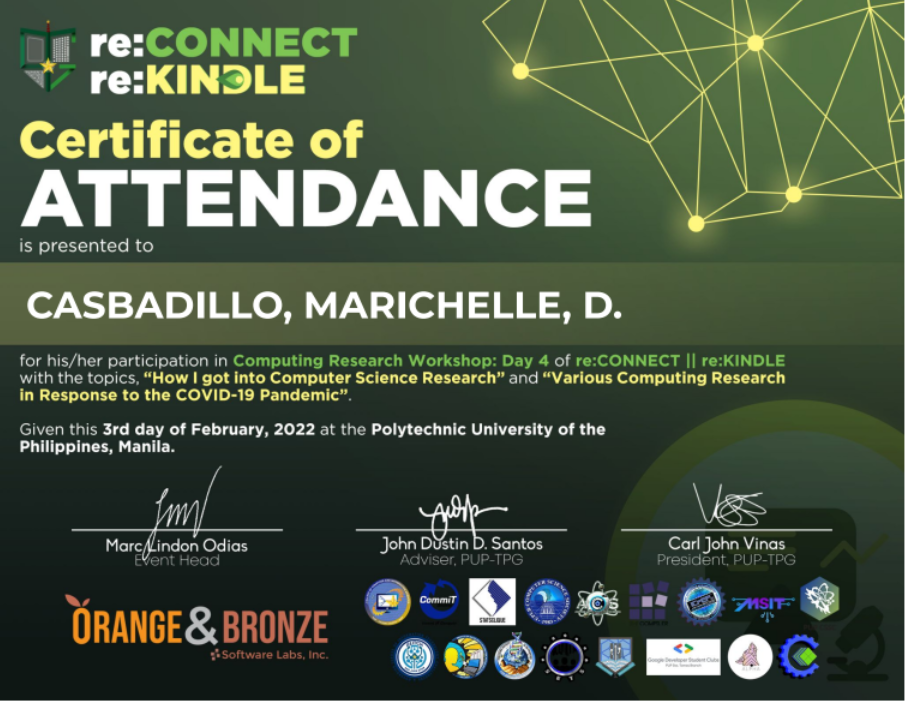 re:CONNECT
re:KINDLE
Certificate of
ATTENDANCE
is presented to
CASBADILLO, MARICHELLE, D.
for his/her participation in Computing Research Workshop: Day 4 of re:CONNECT || re:KINDLE
with the topics, “How I got into Computer Science Research” and “Various Computing Research
in Response to the COVID-19 Pandemic”.
Given this 3rd day of February, 2022 at the Polytechnic University of the
Philippines, Manila.
Marc Lindon Odias
Event Head
John Dustin D. Santos
Adviser, PUP-TPG
Carl John Vinas
President, PUP-TPG
ORANGE & BRONZE
Software Labs, Inc.
CommiT
ACS
MSIT
Google Developer Student Clubs